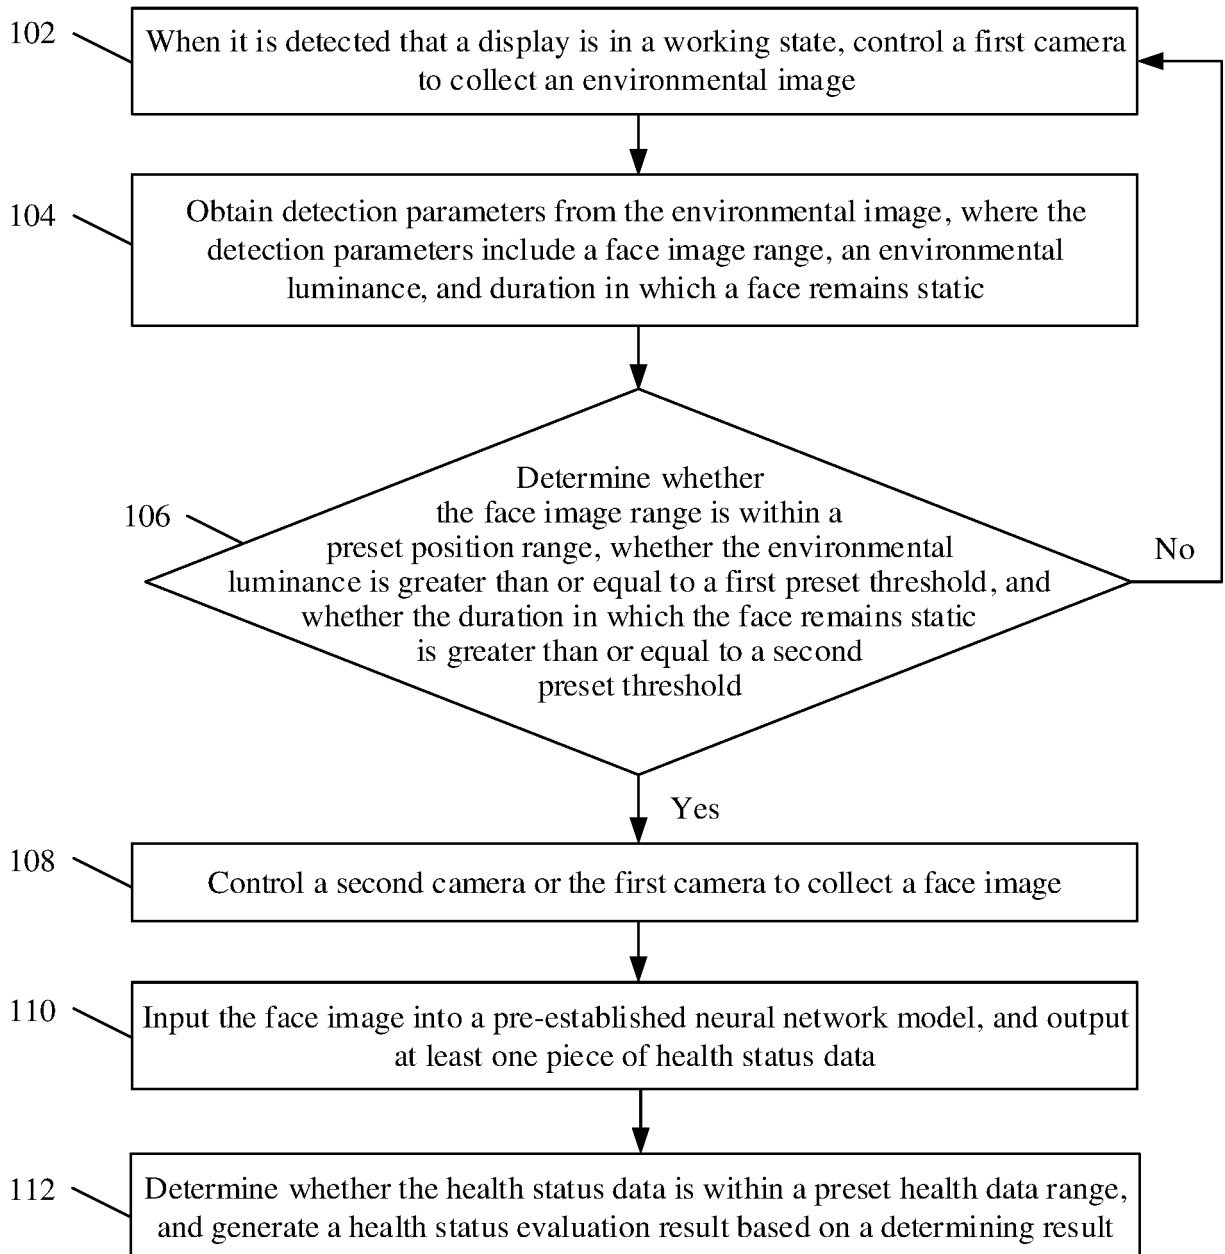 102
When it is detected that a display is in a working state, control a first camera
to collect an environmental image
104
Obtain detection parameters from the environmental image, where the
detection parameters include a face image range, an environmental
luminance, and duration in which a face remains static
106
Determine whether
the face image range is within a
preset position range, whether the environmental
luminance is greater than or equal to a first preset threshold, and
whether the duration in which the face remains static
is greater than or equal to a second
preset threshold
No
Yes
108
Control a second camera or the first camera to collect a face image
110
Input the face image into a pre-established neural network model, and output
at least one piece of health status data
112
Determine whether the health status data is within a preset health data range,
and generate a health status evaluation result based on a determining result